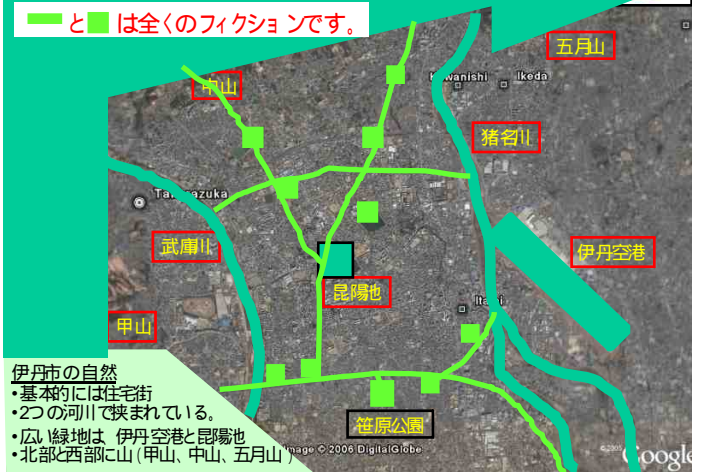 と は全くのフィクションです。
五月山
中山
Kawanishi
Ikeda
猪名川
Takarazuka
武庫川
伊丹空港
昆陽池
Itami
甲山
伊丹市の自然
•基本的には住宅街
•2つの河川で挟まれている。
•広い緑地は、伊丹空港と昆陽池
•北部と西部に山(甲山、中山、五月山)
笹原公園
Image © 2006 DigitalGlobe
©2005 Google